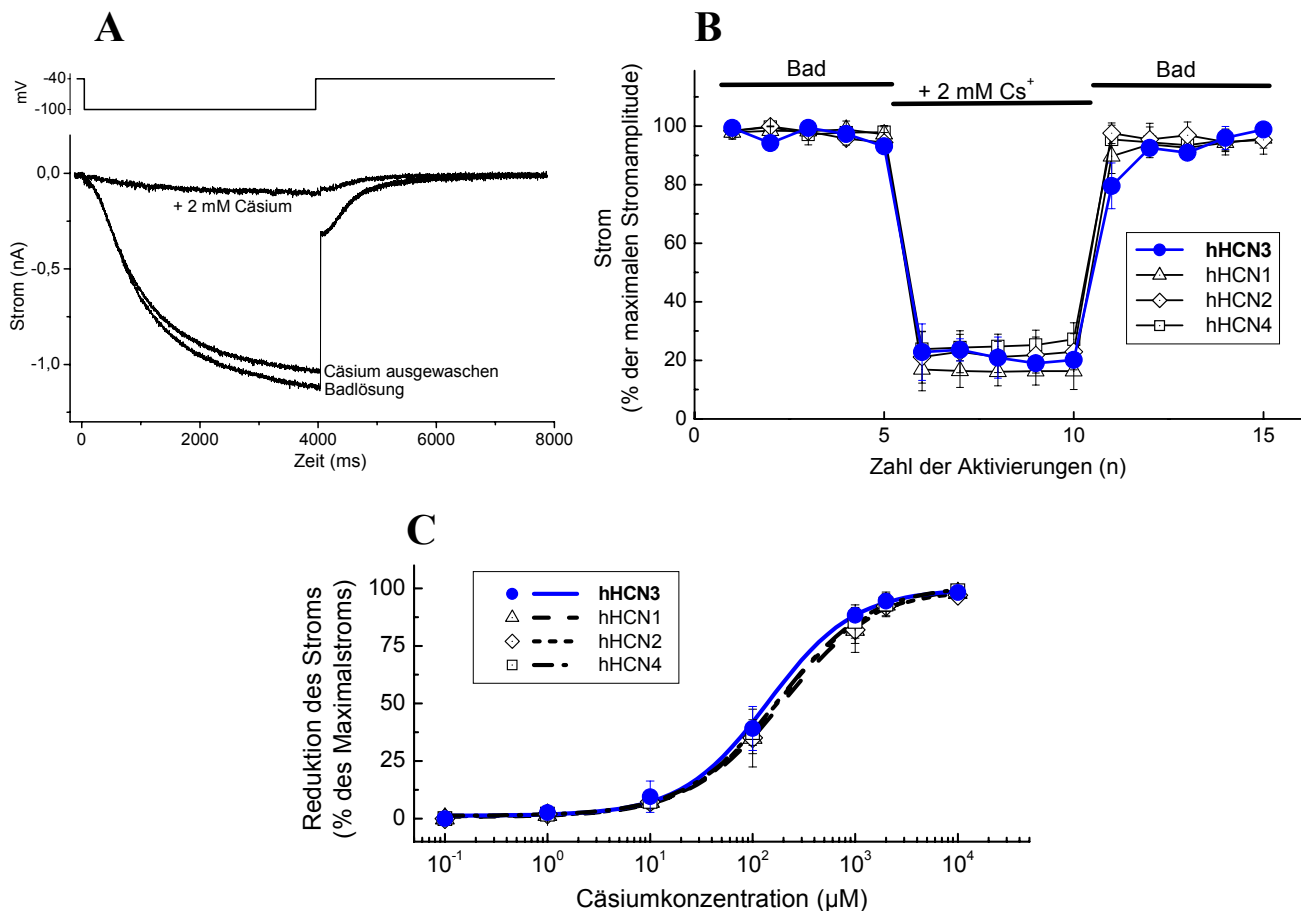 A
-40
mV
-100
0,0
+ 2 mM Cäsium
-0,5
Strom (nA)
-1,0
Cäsium ausgewaschen
Badlösung
0
2000
4000
6000
8000
Zeit (ms)
B
Bad
+ 2 mM Cs+
Bad
100
80
60
40
20
0
Strom
(% der maximalen Stromamplitude)
hHCN3
hHCN1
hHCN2
hHCN4
0
5
10
15
Zahl der Aktivierungen (n)
C
100
75
50
25
0
Reduktion des Stroms
(% des Maximalstroms)
hHCN3
hHCN1
hHCN2
hHCN4
10-1
100
101
102
103
104
Cäsiumkonzentration (µM)